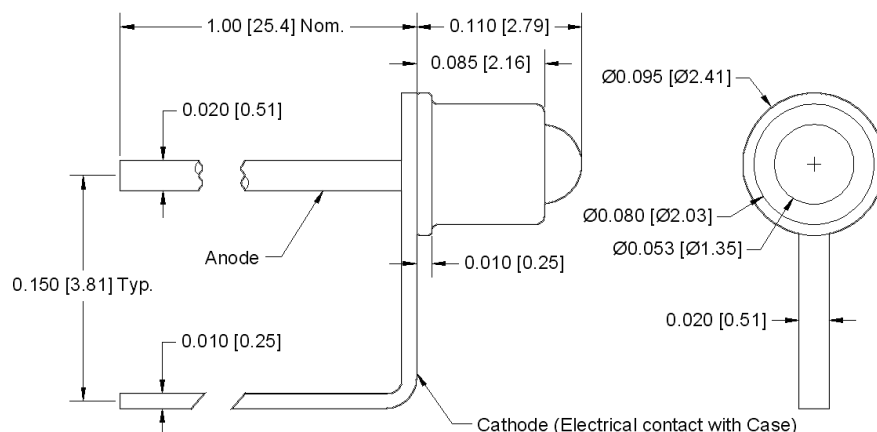 1.00 [25.4] Nom.
0.110 [2.79]
0.085 [2.16]
Ø0.095 [Ø2.41]
0.020 [0.51]
Ø0.080 [Ø2.03]
Ø0.053 [Ø1.35]
Anode
0.010 [0.25]
0.150 [3.81] Typ.
0.020 [0.51]
0.010 [0.25]
Cathode (Electrical contact with Case)